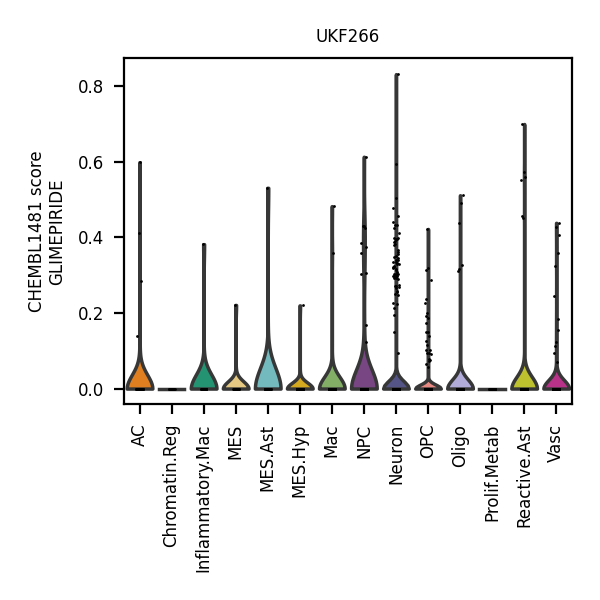 UKF266
CHEMBL1481 score
GLIMEPIRIDE
0.8
0.6
0.4
0.2
0.0
AC
Chromatin.Reg
Inflammatory.Mac
MES
MES.Ast
MES.Hyp
Mac
NPC
Neuron
OPC
Oligo
Prolif.Metab
Reactive.Ast
Vasc